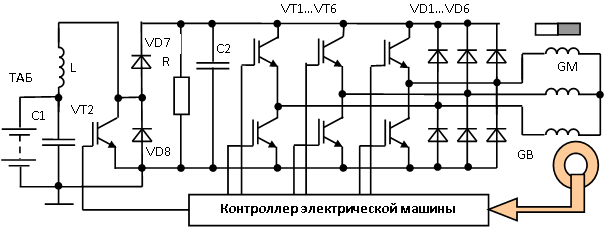 VT1...VT6
VD1...VD6
VD7
R
C2
GM
L
ТАБ
C1
VT2
VD8
GB
Контроллер электрической машины